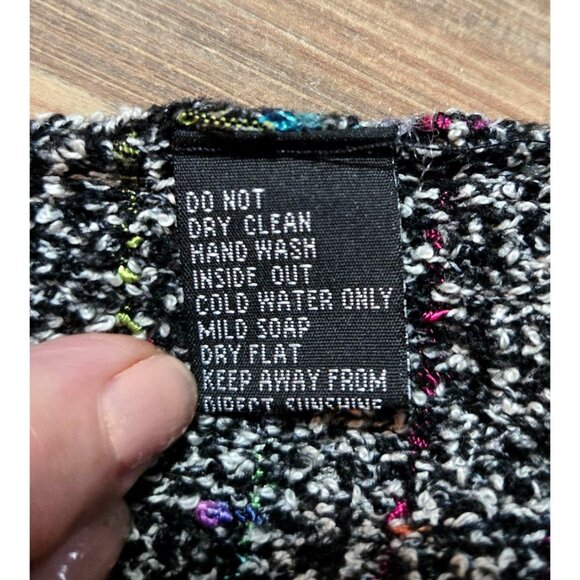 DO NOT
DRY CLEAN
HAND WASH
INSIDE OUT
COLD WATER ONLY
MILD SOAP
DRY FLAT
KEEP AWAY FROM
DIRECT SUNSHINE